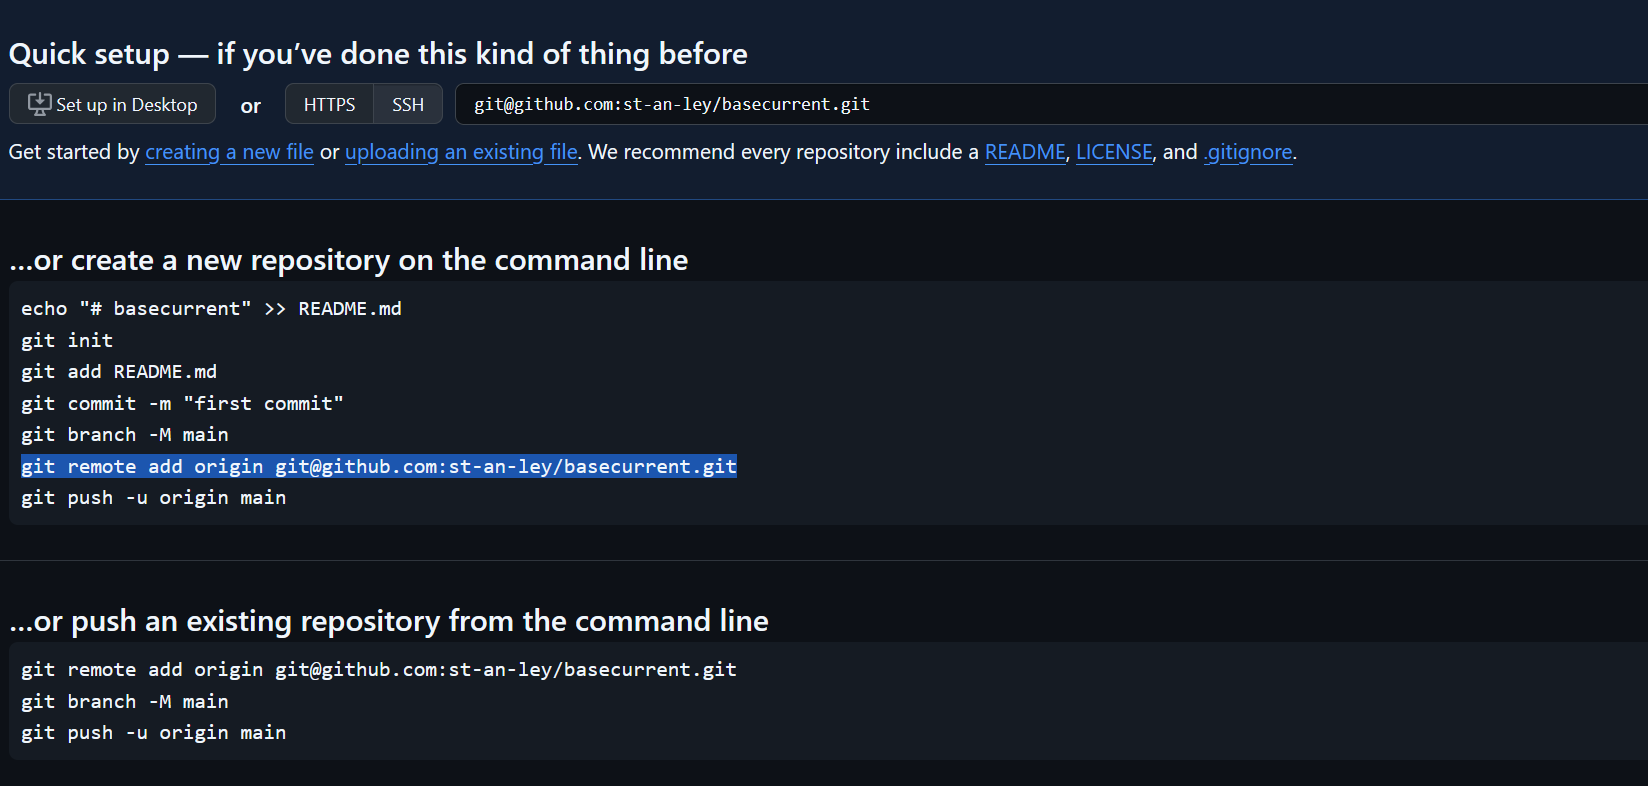 Quick setup — if you’ve done this kind of thing before
Set up in Desktop or HTTPS SSH git@github.com:st-an-ley/basecurrent.git
Get started by creating a new file or uploading an existing file. We recommend every repository include a README, LICENSE, and .gitignore.
…or create a new repository on the command line
echo "# basecurrent" >> README.md
git init
git add README.md
git commit -m "first commit"
git branch -M main
git remote add origin git@github.com:st-an-ley/basecurrent.git
git push -u origin main
…or push an existing repository from the command line
git remote add origin git@github.com:st-an-ley/basecurrent.git
git branch -M main
git push -u origin main